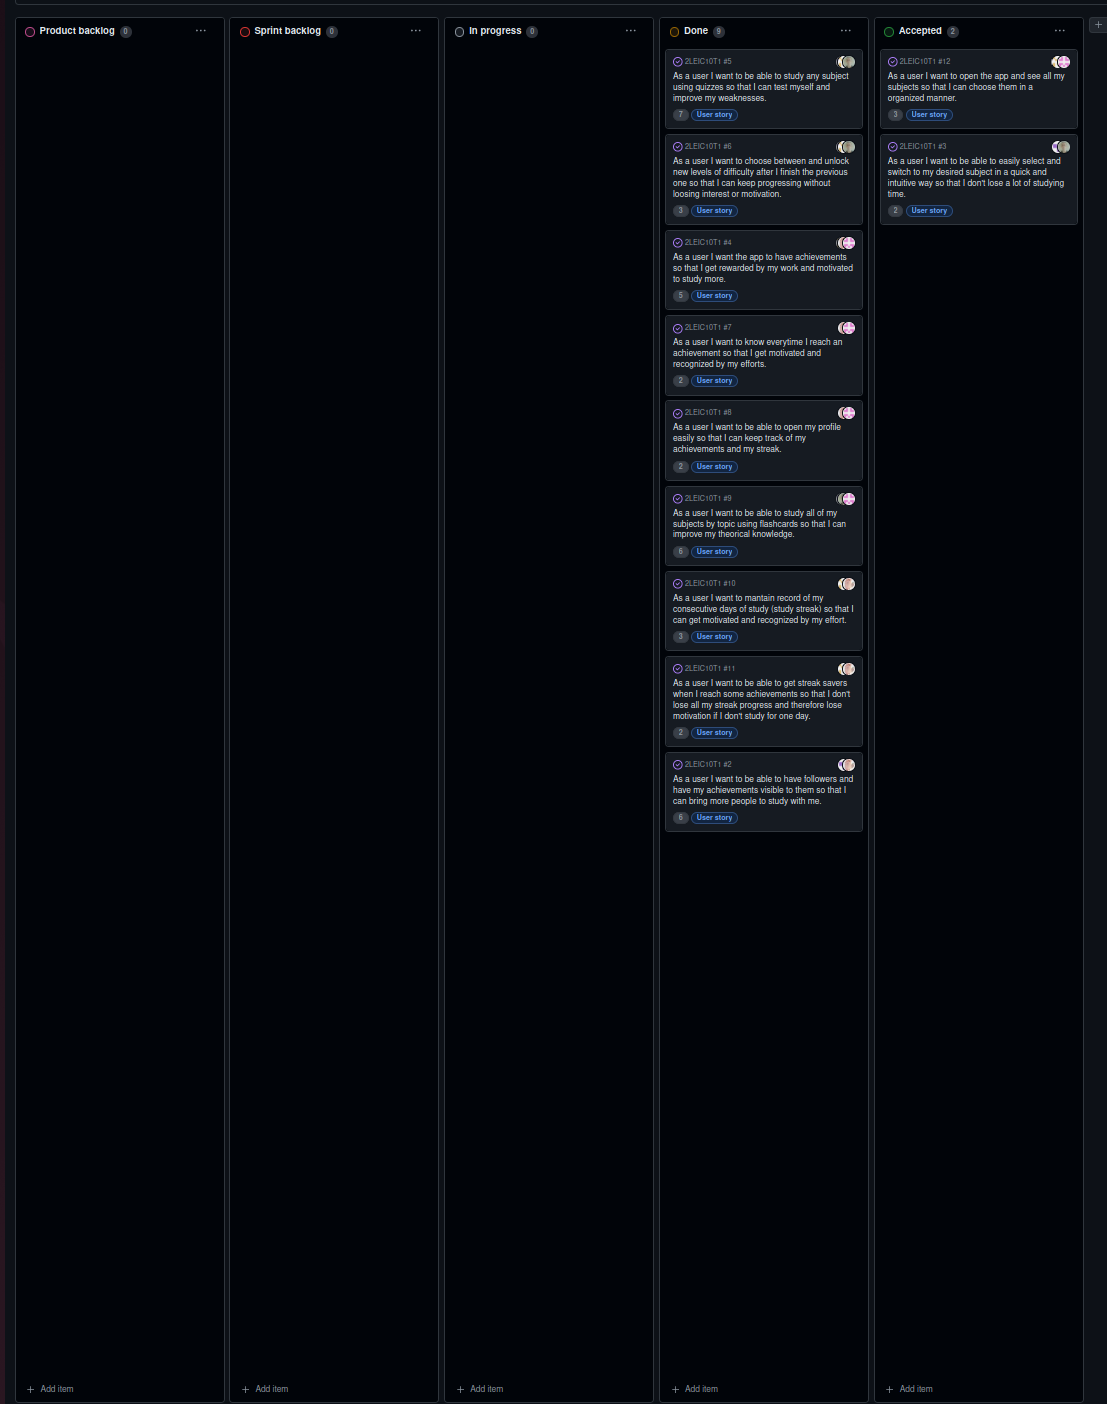 Product backlog 0
Sprint backlog 0
In progress 0
Done 9
2LEIC10T1 #5
As a user I want to be able to study any subject
using quizzes so that I can test myself and
improve my weaknesses.
7 User story
2LEIC10T1 #6
As a user I want to choose between and unlock
new levels of difficulty after I finish the previous
one so that I can keep progressing without
loosing interest or motivation.
3 User story
2LEIC10T1 #4
As a user I want the app to have achievements
so that I get rewarded by my work and motivated
to study more.
5 User story
2LEIC10T1 #7
As a user I want to know everytime I reach an
achievement so that I get motivated and
recognized by my efforts.
2 User story
2LEIC10T1 #8
As a user I want to be able to open my profile
easily so that I can keep track of my
achievements and my streak.
2 User story
2LEIC10T1 #9
As a user I want to be able to study all of my
subjects by topic using flashcards so that I can
improve my theorical knowledge.
6 User story
2LEIC10T1 #10
As a user I want to mantain record of my
consecutive days of study (study streak) so that I
can get motivated and recognized by my effort.
3 User story
2LEIC10T1 #11
As a user I want to be able to get streak savers
when I reach some achievements so that I don't
lose all my streak progress and therefore lose
motivation if I don't study for one day.
2 User story
2LEIC10T1 #2
As a user I want to be able to have followers and
have my achievements visible to them so that I
can bring more people to study with me.
6 User story
Accepted 2
2LEIC10T1 #12
As a user I want to open the app and see all my
subjects so that I can choose them in a
organized manner.
3 User story
2LEIC10T1 #3
As a user I want to be able to easily select and
switch to my desired subject in a quick and
intuitive way so that I don't lose a lot of studying
time.
2 User story
+ Add item
+ Add item
+ Add item
+ Add item
+ Add item